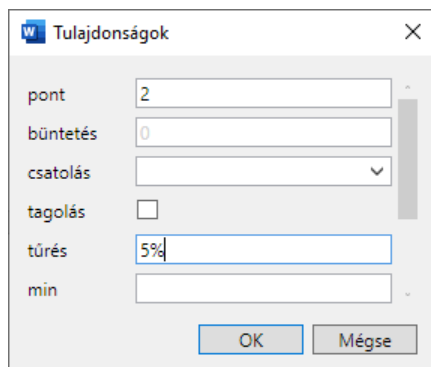 W Tulajdonságok
pont 2
büntetés 0
csatolás
tagolás
tűrés 5%
min
OK Mégse